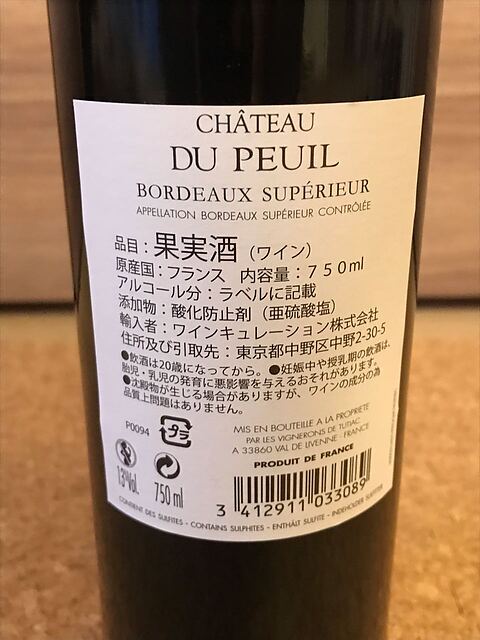 CHÂTEAU
DU PEUIL
BORDEAUX SUPÉRIEUR
APPELLATION BORDEAUX SUPÉRIEUR CONTRÔLÉE
品目：果実酒（ワイン）
原産国：フランス 内容量：７５０ml
アルコール分：ラベルに記載
添加物：酸化防止剤（亜硫酸塩）
輸入者：ワインキュレーション株式会社
住所及び引取先：東京都中野区中野2-30-5
●飲酒は20歳になってから。●妊娠中や授乳期の飲酒は、
胎児・乳児の発育に悪影響を与えるおそれがあります。
●沈殿物が生じる場合がありますが、ワインの成分の為
品質上問題はありません。
P0094
プラ
MIS EN BOUTEILLE A LA PROPRIETE
PAR LES VIGNERONS DE TUTIAC
A 33860 VAL DE LIVENNE - FRANCE
PRODUIT DE FRANCE
13%Vol.
750 ml
3 412911 033089
CONTIENT DES SULFITES - CONTAINS SULPHITES - ENTHÄLT SULFITE - INDEHOLDER SULFITTER